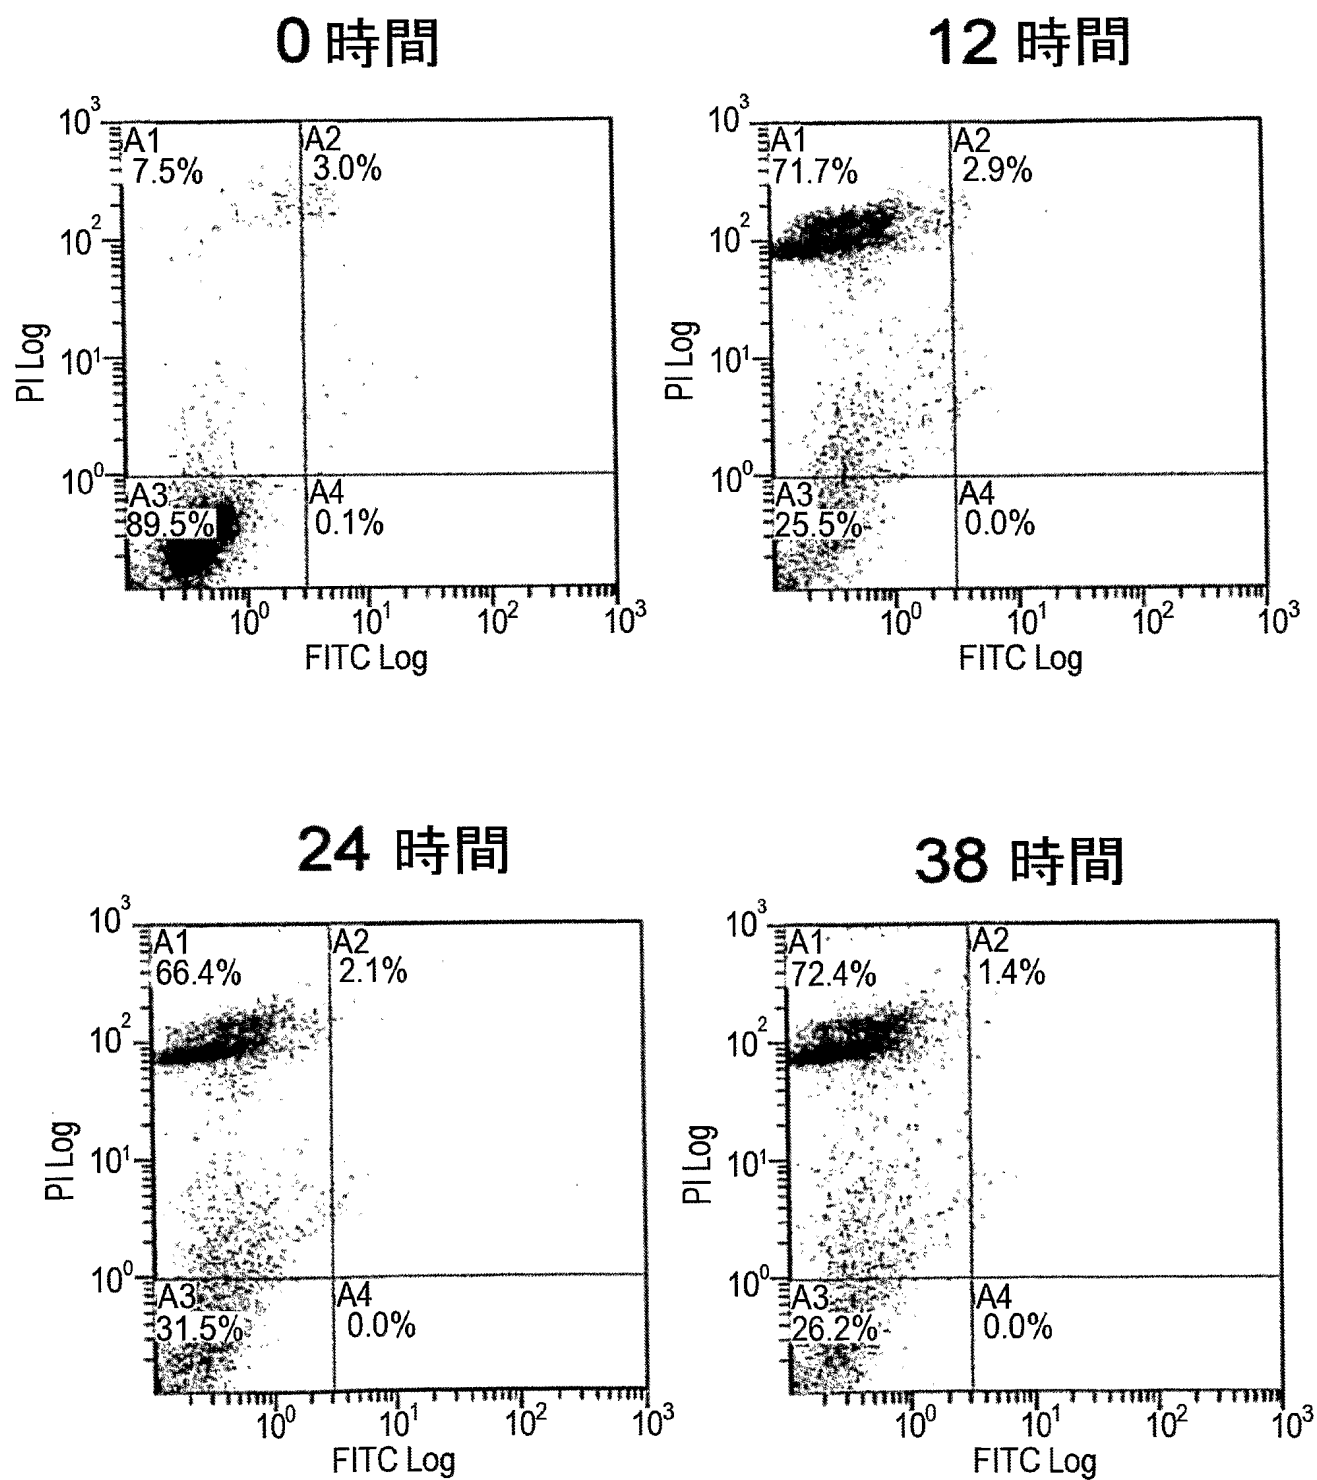 0 時間
10³
A1
7.5%
A2
3.0%
10²
PI Log
10¹
10⁰
A3
89.5%
A4
0.1%
10⁰ 10¹ 10² 10³
FITC Log
12 時間
10³
A1
71.7%
A2
2.9%
10²
PI Log
10¹
10⁰
A3
25.5%
A4
0.0%
10⁰ 10¹ 10² 10³
FITC Log
24 時間
10³
A1
66.4%
A2
2.1%
10²
PI Log
10¹
10⁰
A3
31.5%
A4
0.0%
10⁰ 10¹ 10² 10³
FITC Log
38 時間
10³
A1
72.4%
A2
1.4%
10²
PI Log
10¹
10⁰
A3
26.2%
A4
0.0%
10⁰ 10¹ 10² 10³
FITC Log